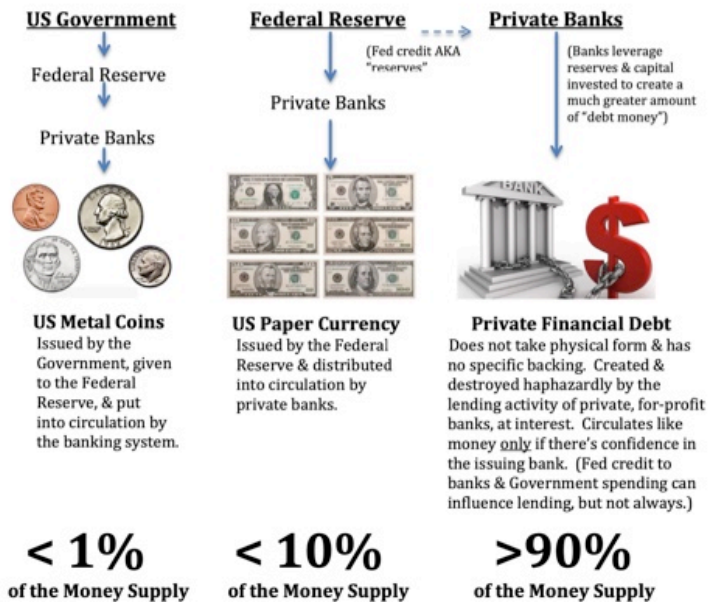 US Government
Federal Reserve
Private Banks
US Metal Coins
Issued by the
Government, given
to the Federal
Reserve, & put
into circulation by
the banking system.
< 1%
of the Money Supply
Federal Reserve
Private Banks
US Paper Currency
Issued by the Federal
Reserve & distributed
into circulation by
private banks.
< 10%
of the Money Supply
(Fed credit AKA
"reserves"
Private Banks
(Banks leverage
reserves & capital
invested to create a
much greater amount
of "debt money")
BANK
$
Private Financial Debt
Does not take physical form & has
no specific backing. Created &
destroyed haphazardly by the
lending activity of private, for-profit
banks, at interest. Circulates like
money only if there's confidence in
the issuing bank. (Fed credit to
banks & Government spending can
influence lending, but not always.)
>90%
of the Money Supply